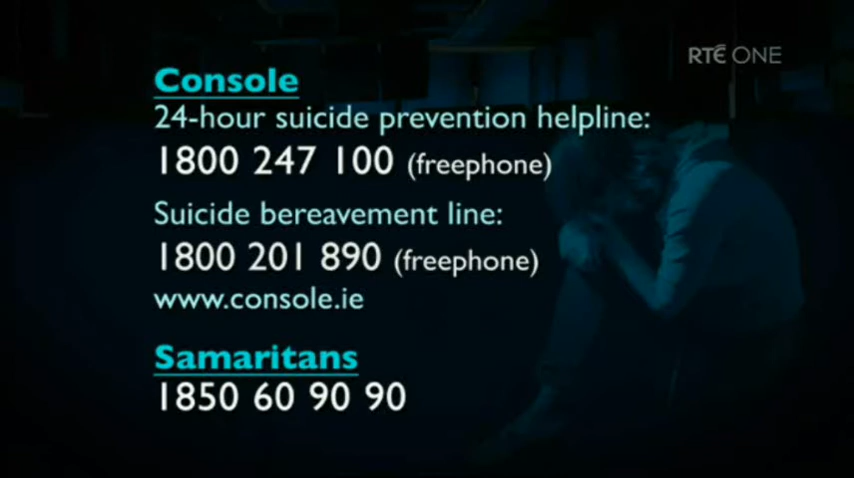 RTÉ ONE
Console
24-hour suicide prevention helpline:
1800 247 100 (freephone)
Suicide bereavement line:
1800 201 890 (freephone)
www.console.ie
Samaritans
1850 60 90 90